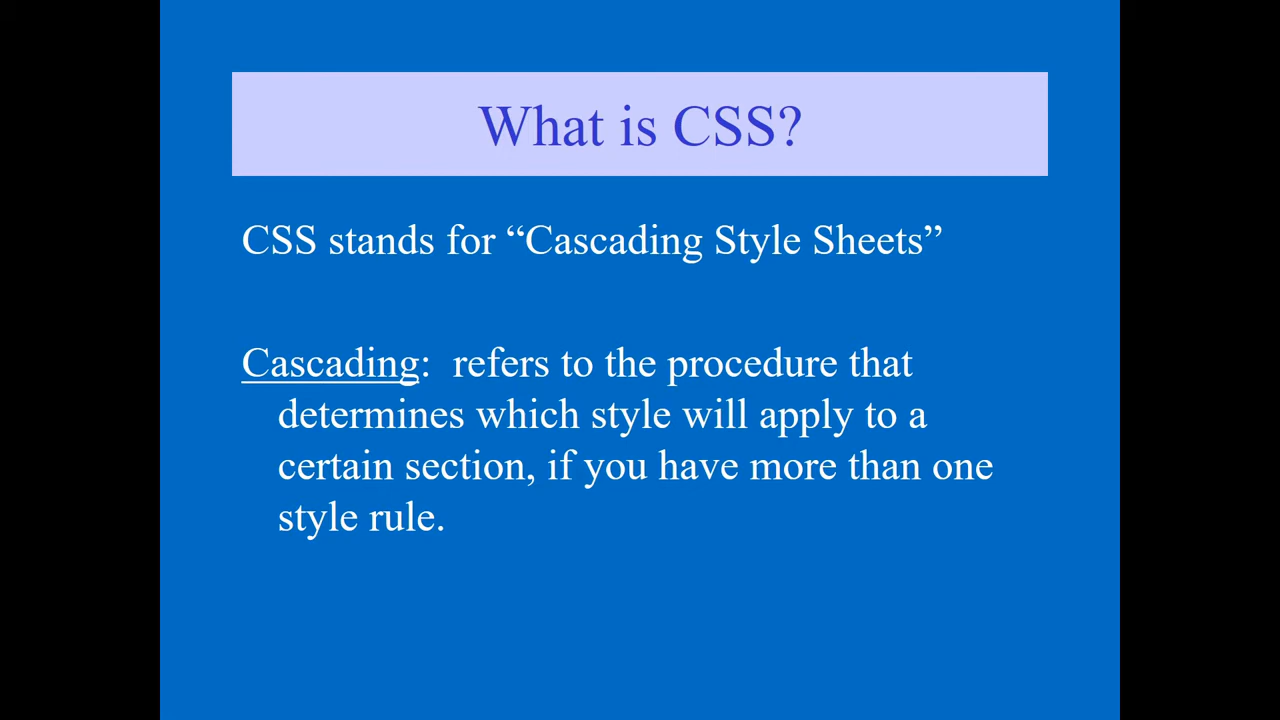 What is CSS?
CSS stands for “Cascading Style Sheets”
Cascading:  refers to the procedure that
determines which style will apply to a
certain section, if you have more than one
style rule.